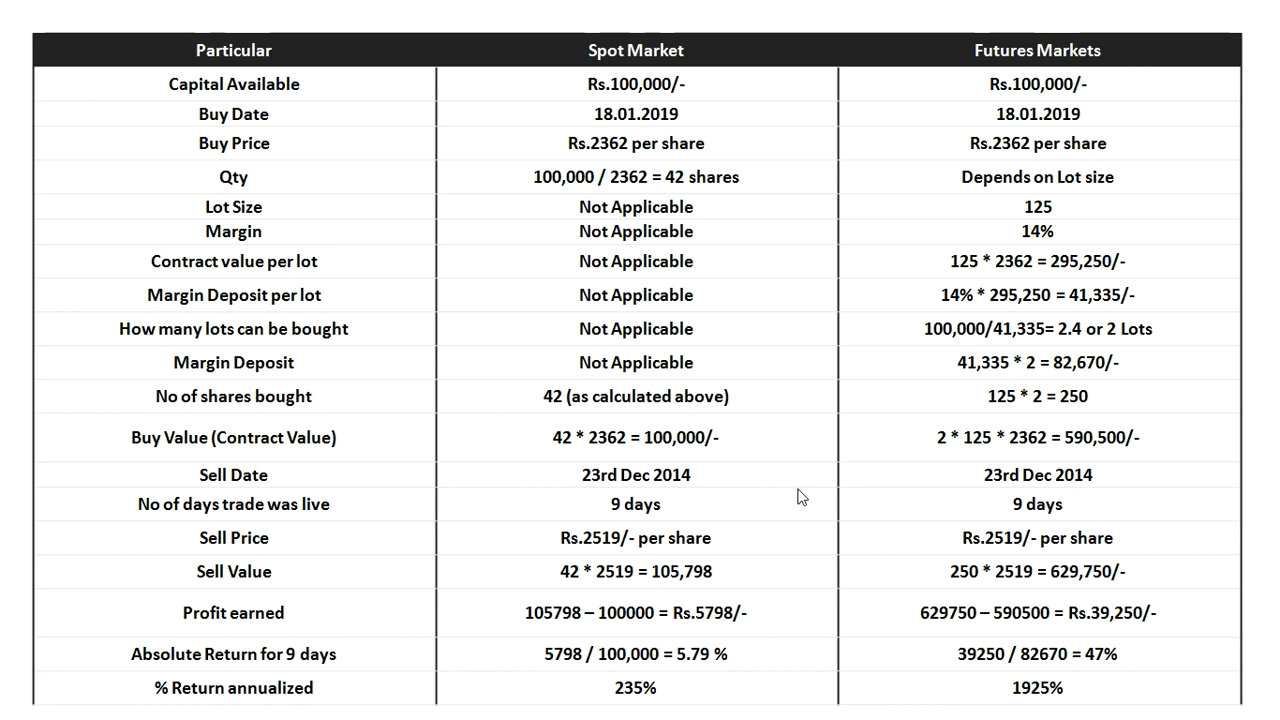 Particular Spot Market Futures Markets
Capital Available Rs.100,000/- Rs.100,000/-
Buy Date 18.01.2019 18.01.2019
Buy Price Rs.2362 per share Rs.2362 per share
Qty 100,000 / 2362 = 42 shares Depends on Lot size
Lot Size Not Applicable 125
Margin Not Applicable 14%
Contract value per lot Not Applicable 125 * 2362 = 295,250/-
Margin Deposit per lot Not Applicable 14% * 295,250 = 41,335/-
How many lots can be bought Not Applicable 100,000/41,335= 2.4 or 2 Lots
Margin Deposit Not Applicable 41,335 * 2 = 82,670/-
No of shares bought 42 (as calculated above) 125 * 2 = 250
Buy Value (Contract Value) 42 * 2362 = 100,000/- 2 * 125 * 2362 = 590,500/-
Sell Date 23rd Dec 2014 23rd Dec 2014
No of days trade was live 9 days 9 days
Sell Price Rs.2519/- per share Rs.2519/- per share
Sell Value 42 * 2519 = 105,798 250 * 2519 = 629,750/-
Profit earned 105798 – 100000 = Rs.5798/- 629750 – 590500 = Rs.39,250/-
Absolute Return for 9 days 5798 / 100,000 = 5.79 % 39250 / 82670 = 47%
% Return annualized 235% 1925%